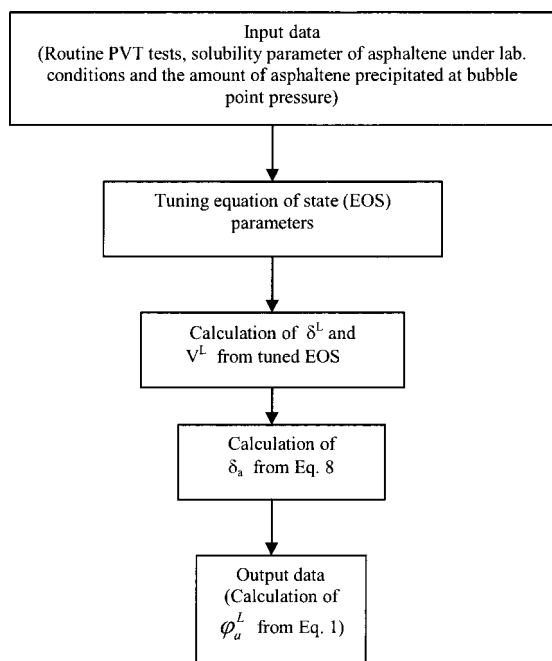 Input data
(Routine PVT tests, solubility parameter of asphaltene under lab.
conditions and the amount of asphaltene precipitated at bubble
point pressure)
Tuning equation of state (EOS)
parameters
Calculation of δ^L and
V^L from tuned EOS
Calculation of
δ_a from Eq. 8
Output data
(Calculation of
φ_a^L from Eq. 1)